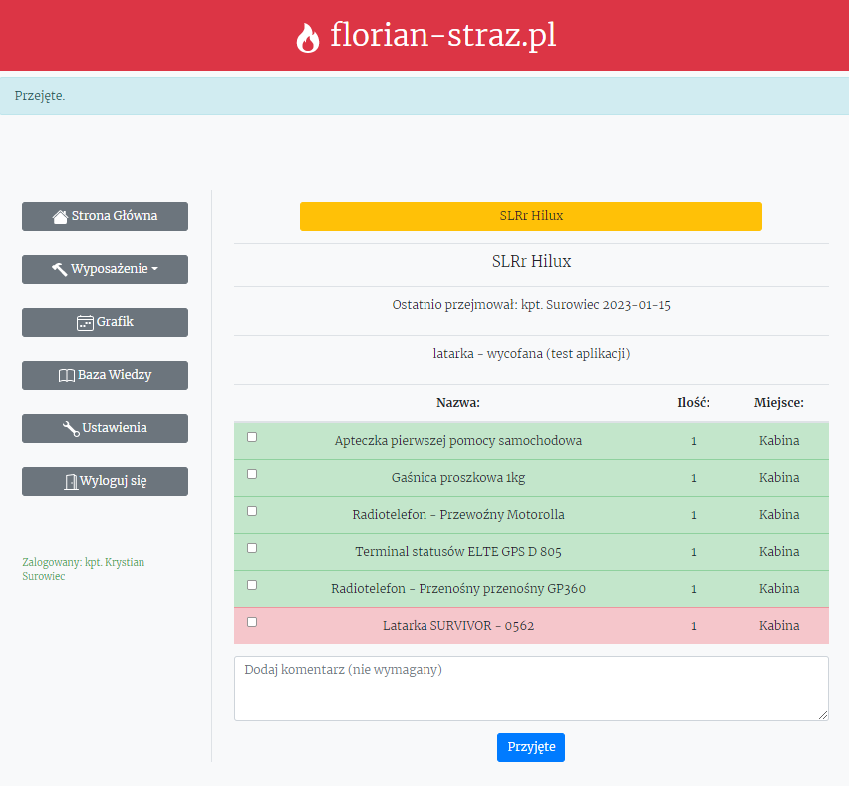 florian-straz.pl
Przejęte.
Strona Główna
Wyposażenie
Grafik
Baza Wiedzy
Ustawienia
Wyloguj się
Zalogowany: kpt. Krystian
Surowiec
SLRr Hilux
SLRr Hilux
Ostatnio przejmował: kpt. Surowiec 2023-01-15
latarka - wycofana (test aplikacji)
Nazwa: Ilość: Miejsce:
Apteczka pierwszej pomocy samochodowa 1 Kabina
Gaśnica proszkowa 1kg 1 Kabina
Radiotelefon - Przewoźny Motorolla 1 Kabina
Terminal statusów ELTE GPS D 805 1 Kabina
Radiotelefon - Przenośny przenośny GP360 1 Kabina
Latarka SURVIVOR - 0562 1 Kabina
Dodaj komentarz (nie wymagany)
Przyjęte